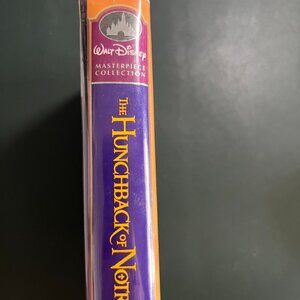 WALT DISNEY
MASTERPIECE
COLLECTION
THE HUNCHBACK OF NOTR